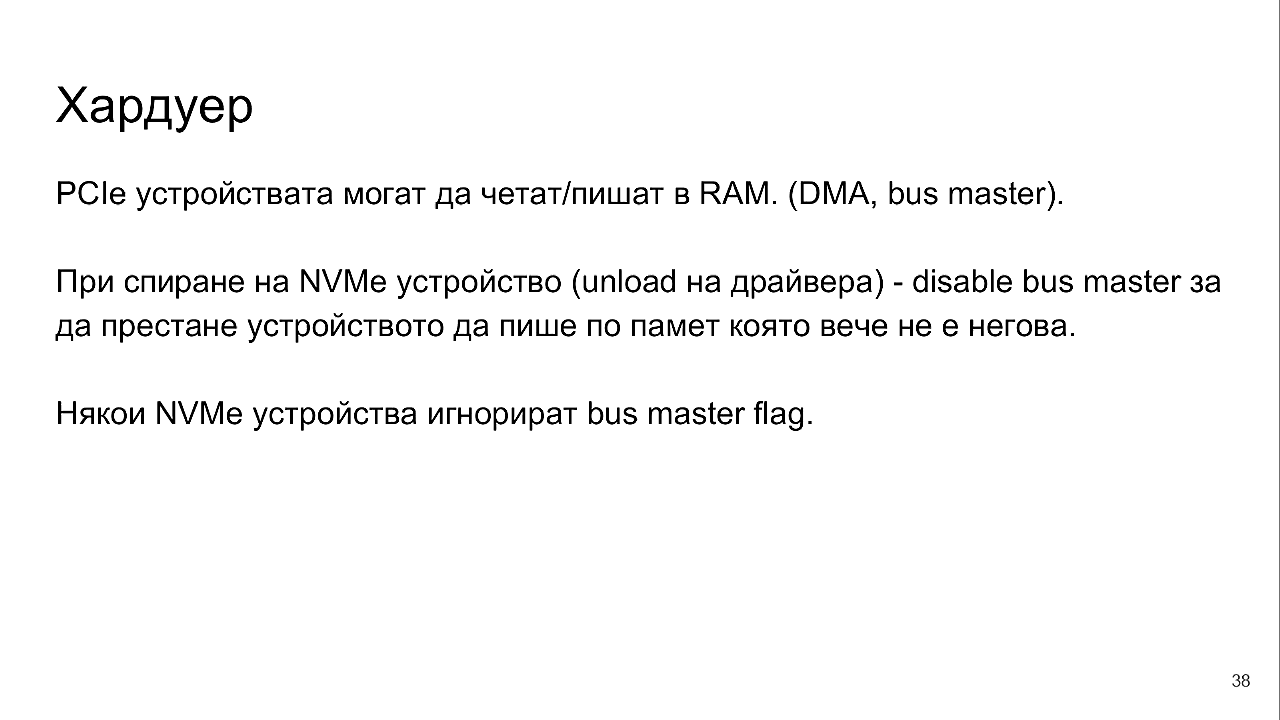 Хардуер
PCIe устройствата могат да четат/пишат в RAM. (DMA, bus master).
При спиране на NVMe устройство (unload на драйвера) - disable bus master за
да престане устройството да пише по памет която вече не е негова.
Някои NVMe устройства игнорират bus master flag.
38